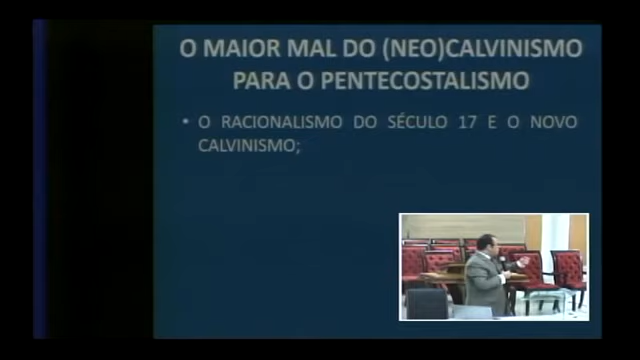 O MAIOR MAL DO (NEO)CALVINISMO
PARA O PENTECOSTALISMO
• O RACIONALISMO DO SÉCULO 17 E O NOVO
CALVINISMO;